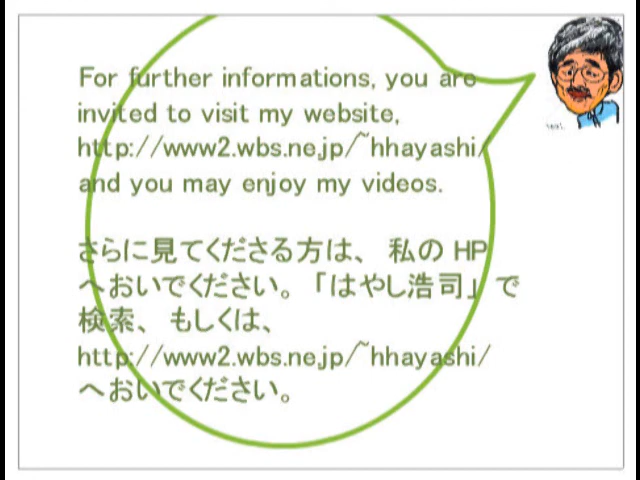 For further informations, you are
invited to visit my website,
http://www2.wbs.ne.jp/~hhayashi/
and you may enjoy my videos.
さらに見てくださる方は、 私の HP
へおいでください。「はやし浩司」で
検索、 もしくは、
http://www2.wbs.ne.jp/~hhayashi/
へおいでください。